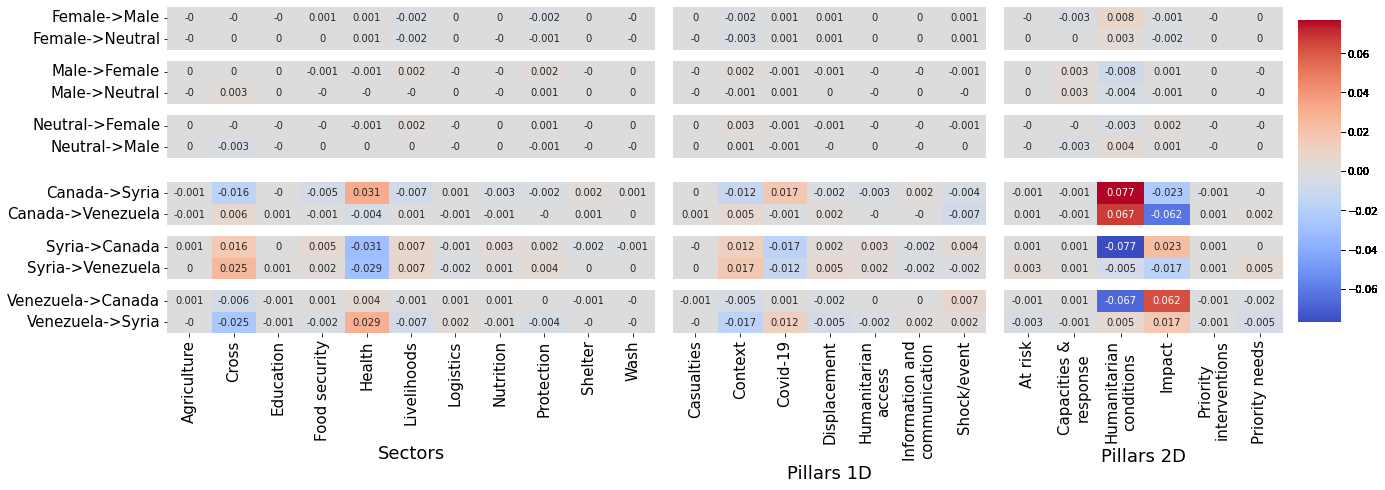 Female->Male -0 -0 -0 0.001 0.001 -0.002 0 0 -0.002 0 0 0 -0.002 0.001 0.001 0 0 0.001 -0 -0.003 0.008 -0.001 -0 0
Female->Neutral -0 0 0 0 0.001 -0.002 0 -0 -0.001 0 0 0 -0.003 0.001 0.001 0 0 0.001 0 0 0.003 -0.002 0 0
Male->Female 0 0 0 -0.001 -0.001 0.002 -0 -0 0.002 -0 0 -0 0.002 -0.001 -0.001 -0 -0 -0.001 0 0.003 -0.008 0.001 0 -0
Male->Neutral -0 0.003 0 -0 -0 0 0 -0 0.001 -0 0 -0 -0.001 0.001 0 -0 0 -0 0 0.003 -0.004 -0.001 0 -0
Neutral->Female 0 -0 -0 -0 -0.001 0.002 -0 0 0.001 -0 -0 -0 0.003 -0.001 -0.001 -0 -0 -0.001 -0 -0 -0.003 0.002 -0 -0
Neutral->Male 0 -0.003 -0 0 0 0 -0 0 -0.001 0 -0 0 0.001 -0.001 -0 0 -0 0 -0 -0.003 0.004 0.001 -0 0
Canada->Syria -0.001 -0.016 -0 -0.005 0.031 -0.007 0.001 -0.003 -0.002 0.002 0.001 0 -0.012 0.017 -0.002 -0.003 0.002 -0.004 -0.001 -0.001 0.077 -0.023 -0.001 -0
Canada->Venezuela -0.001 0.006 0.001 -0.001 -0.004 0.001 -0.001 -0.001 -0 0.001 0 0.001 0.005 -0.001 0.002 -0 -0 -0.007 0.001 -0.001 0.067 -0.062 0.001 0.002
Syria->Canada 0.001 0.016 0 0.005 -0.031 0.007 -0.001 0.003 0.002 -0.002 -0.001 -0 0.012 -0.017 0.002 0.003 -0.002 0.004 0.001 0.001 -0.077 0.023 0.001 0
Syria->Venezuela 0 0.025 0.001 0.002 -0.029 0.007 -0.002 0.001 0.004 0 0 0 0.017 -0.012 0.005 0.002 -0.002 -0.002 0.003 0.001 -0.005 -0.017 0.001 0.005
Venezuela->Canada 0.001 -0.006 -0.001 0.001 0.004 -0.001 0.001 0.001 0 -0.001 -0 -0.001 -0.005 0.001 -0.002 0 0 0.007 -0.001 0.001 -0.067 0.062 -0.001 -0.002
Venezuela->Syria -0 -0.025 -0.001 -0.002 0.029 -0.007 0.002 -0.001 -0.004 -0 -0 -0 -0.017 0.012 -0.005 -0.002 0.002 0.002 -0.003 -0.001 0.005 0.017 -0.001 -0.005
Agriculture
Cross
Education
Food security
Health
Livelihoods
Logistics
Nutrition
Protection
Shelter
Wash
Sectors
Casualties
Context
Covid-19
Displacement
Humanitarian
access
Information and
communication
Shock/event
Pillars 1D
At risk
Capacities &
response
Humanitarian
conditions
Impact
Priority
interventions
Priority needs
Pillars 2D
0.06
0.04
0.02
0.00